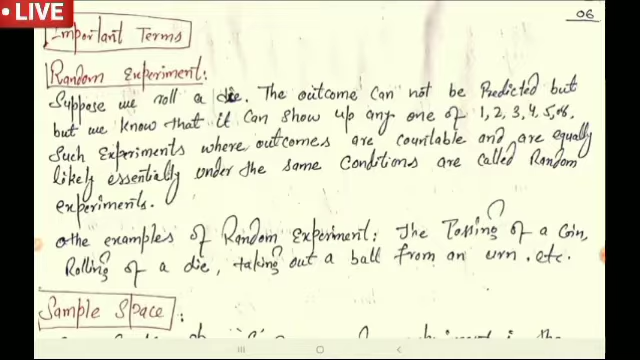 LIVE
06
Important Terms
Random Experiment:
Suppose we roll a die. The outcome can not be Predicted but
but we know that it can show up any one of 1, 2, 3, 4, 5, or 6.
Such Experiments where outcomes are countable and are equally
likely essentially under the same conditions are called Random
experiments.
othe examples of Random Experiment: The Tossing of a Coin,
Rolling of a die, taking out a ball from an urn. etc.
Sample Space: